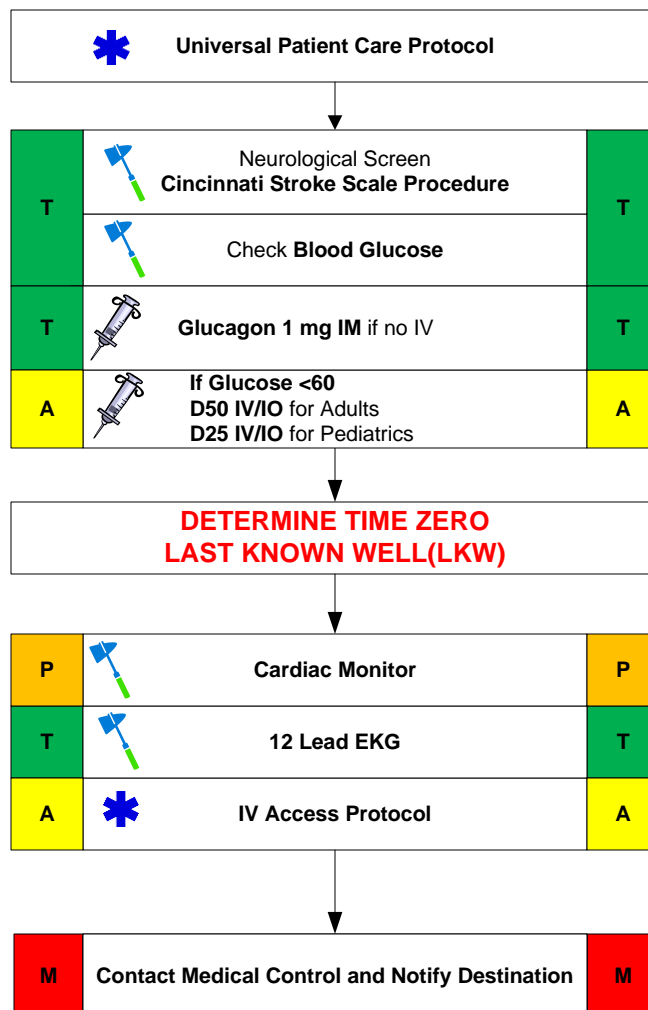 Universal Patient Care Protocol
Neurological Screen
T Cincinnati Stroke Scale Procedure T
Check Blood Glucose
T Glucagon 1 mg IM if no IV T
If Glucose <60
A D50 IV/IO for Adults A
D25 IV/IO for Pediatrics
DETERMINE TIME ZERO
LAST KNOWN WELL(LKW)
P Cardiac Monitor P
T 12 Lead EKG T
A IV Access Protocol A
M Contact Medical Control and Notify Destination M